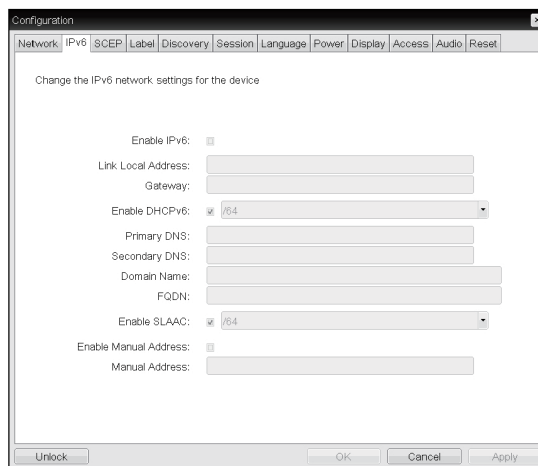 Configuration
Network IPv6 SCEP Label Discovery Session Language Power Display Access Audio Reset
Change the IPv6 network settings for the device
Enable IPv6:
Link Local Address:
Gateway:
Enable DHCPv6: /64
Primary DNS:
Secondary DNS:
Domain Name:
FQDN:
Enable SLAAC: /64
Enable Manual Address:
Manual Address:
Unlock OK Cancel Apply